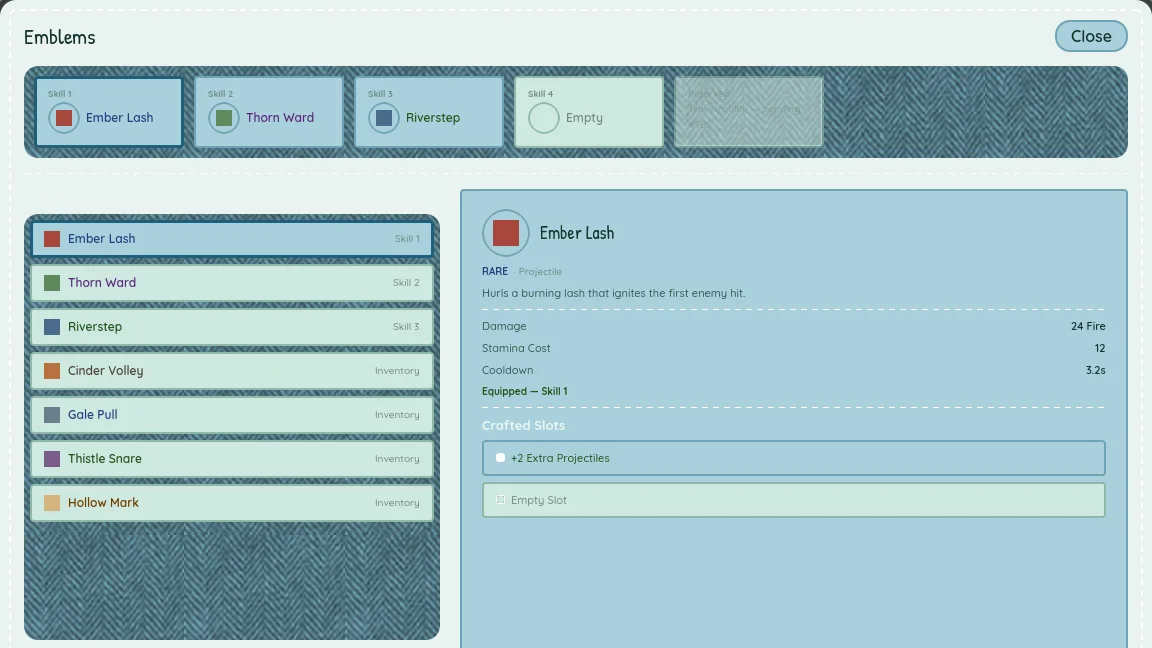 Emblems
Close
Skill 1
Ember Lash
Skill 2
Thorn Ward
Skill 3
Riverstep
Skill 4
Empty
Reserved
Ember Lash
Skill 1
Thorn Ward
Skill 2
Riverstep
Skill 3
Cinder Volley
Inventory
Gale Pull
Inventory
Thistle Snare
Inventory
Hollow Mark
Inventory
Ember Lash
RARE · Projectile
Hurls a burning lash that ignites the first enemy hit.
Damage
24 Fire
Stamina Cost
12
Cooldown
3.2s
Equipped — Skill 1
Crafted Slots
+2 Extra Projectiles
Empty Slot